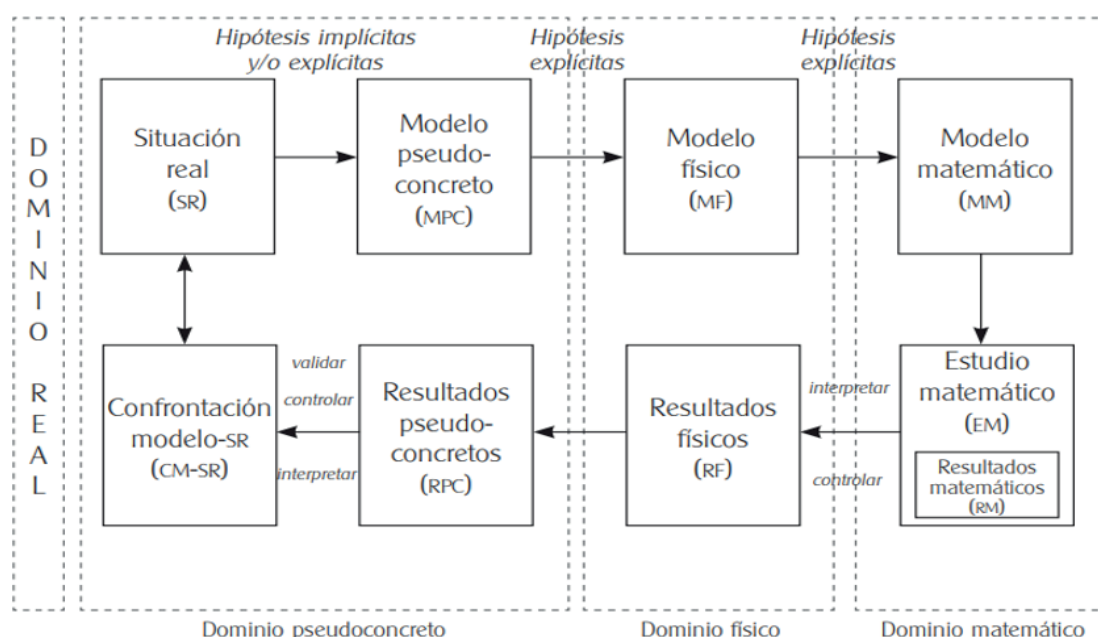 Hipótesis implícitas
y/o explícitas
Hipótesis
explícitas
Hipótesis
explícitas
D
O
M
I
N
I
O
R
E
A
L
Situación
real
(SR)
Modelo
pseudo-
concreto
(MPC)
Modelo
físico
(MF)
Modelo
matemático
(MM)
Confrontación
modelo-SR
(CM-SR)
validar
controlar
interpretar
Resultados
pseudo-
concretos
(RPC)
Resultados
físicos
(RF)
interpretar
controlar
Estudio
matemático
(EM)
Resultados
matemáticos
(RM)
Dominio pseudoconcreto
Dominio físico
Dominio matemático